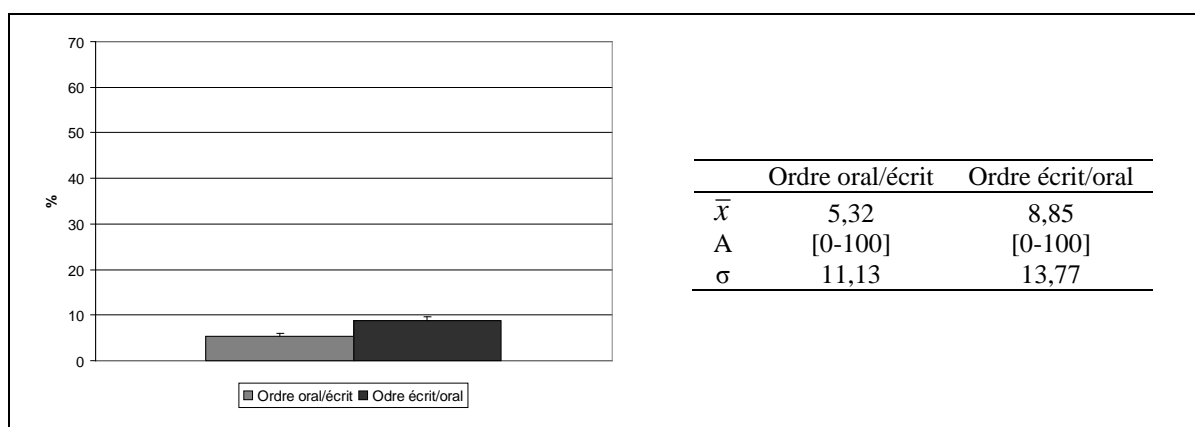 70
60
50
40
30
20
10
0
%
Ordre oral/écrit Odre écrit/oral
Ordre oral/écrit Ordre écrit/oral
x̅ 5,32 8,85
A [0-100] [0-100]
σ 11,13 13,77